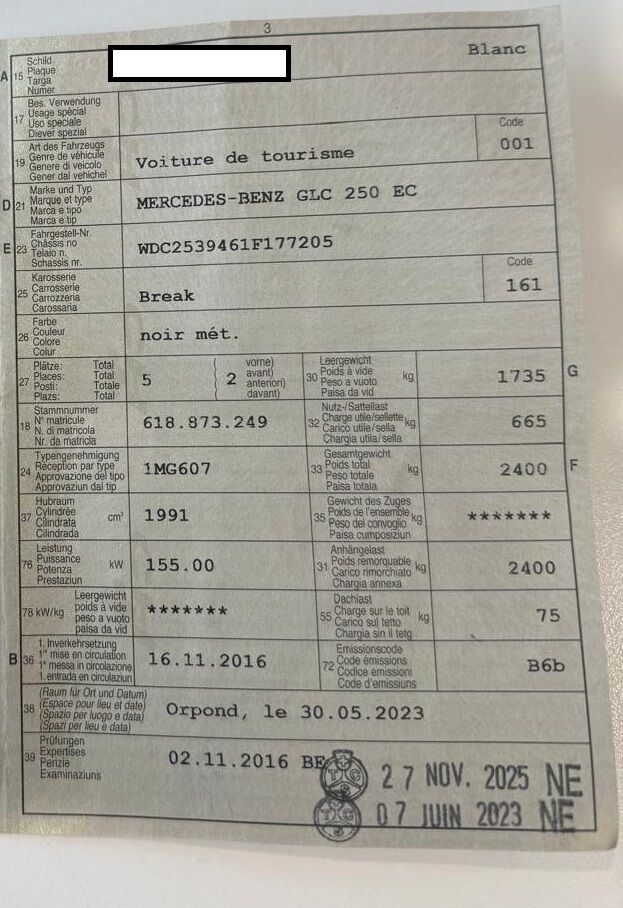 3
A 15 Schild Plaque Targa Numer Blanc
17 Bes. Verwendung Usage spécial Uso speciale Diever spezial
19 Art des Fahrzeugs Genre de véhicule Genere di veicolo Gener dal vehichel Voiture de tourisme Code 001
D 21 Marke und Typ Marque et type Marca e tipo Marca e tip MERCEDES-BENZ GLC 250 EC
E 23 Fahrgestell-Nr. Châssis no Telaio n. Schassis nr. WDC2539461F177205
25 Karosserie Carrosserie Carrozzeria Carossaria Break Code 161
26 Farbe Couleur Colore Colur noir mét.
27 Plätze: Total Places: Total Posti: Totale Plazs: Total 5 ( 2 vorne) avant) anteriori) davant) 30 Leergewicht Poids à vide Peso a vuoto Paisa da vid kg 1735 G
18 Stammnummer N° matricule N. di matricola Nr. da matricla 618.873.249 32 Nutz-/Sattellast Charge utile/sellette Carico utile/sella Chargia utila/sella kg 665
24 Typengenehmigung Réception par type Approvazione del tipo Approvaziun dal tip 1MG607 33 Gesamtgewicht Poids total Peso totale Paisa totala kg 2400 F
37 Hubraum Cylindrée Cilindrata Cilindrada cm³ 1991 35 Gewicht des Zuges Poids de l'ensemble Peso del convoglio Paisa cumposiziun kg *******
76 Leistung Puissance Potenza Prestaziun kW 155.00 31 Anhängelast Poids remorquable Carico rimorchiato Chargia annexa kg 2400
78 kW/kg Leergewicht poids à vide peso a vuoto paisa da vid ******* 55 Dachlast Charge sur le toit Carico sul tetto Chargia sin il tetg kg 75
B 36 1. Inverkehrsetzung 1re mise en circulation 1a messa in circolazione 1. entrada en circulaziun 16.11.2016 72 Emissionscode Code émissions Codice emissioni Code d'emissiuns B6b
38 (Raum für Ort und Datum) (Espace pour lieu et date) (Spazio per luogo e data) (Spazi per lieu e data) Orpond, le 30.05.2023
39 Prüfungen Expertises Perizie Examinaziuns 02.11.2016 BE
TCS 27 NOV. 2025 NE
TCS 07 JUIN 2023 NE